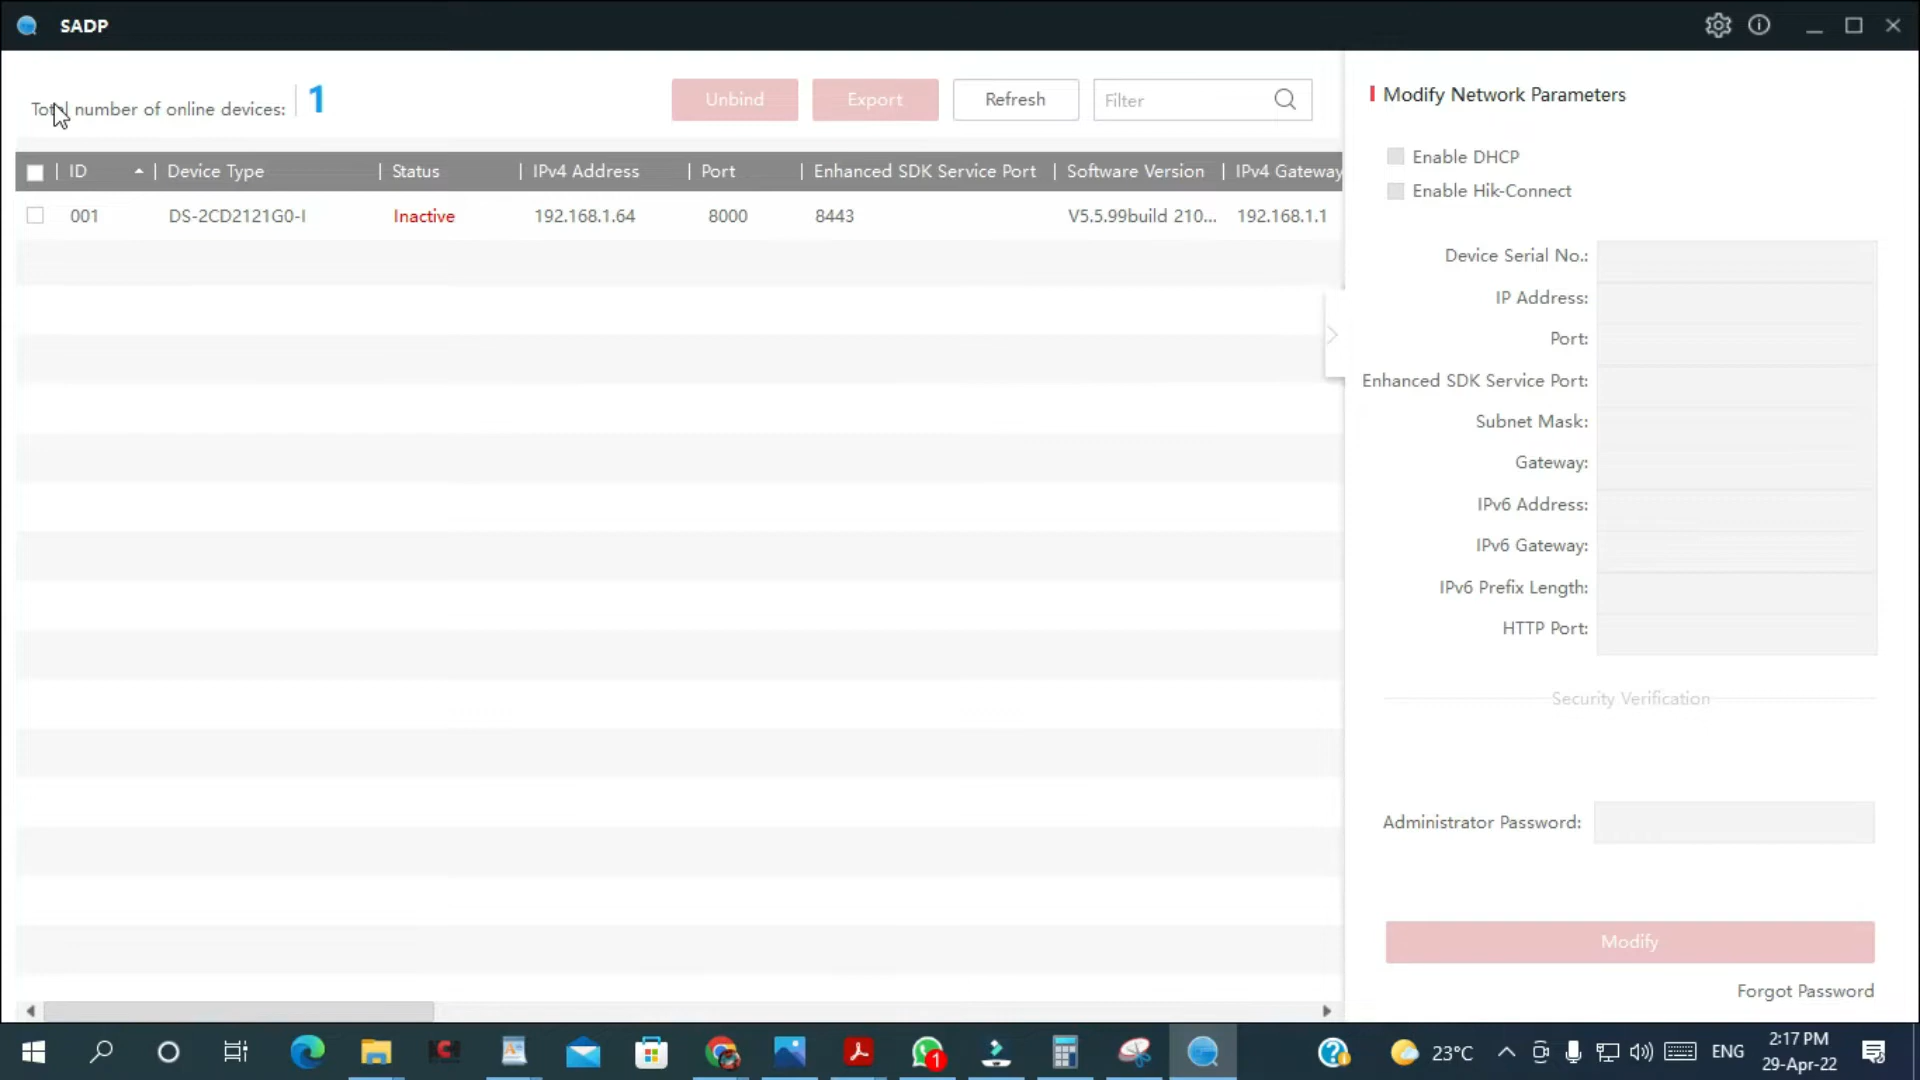 SADP
Total number of online devices: 1
Unbind
Export
Refresh
Filter
ID Device Type Status IPv4 Address Port Enhanced SDK Service Port Software Version IPv4 Gateway
001 DS-2CD2121G0-I Inactive 192.168.1.64 8000 8443 V5.5.99build 210... 192.168.1.1
Modify Network Parameters
Enable DHCP
Enable Hik-Connect
Device Serial No.:
IP Address:
Port:
Enhanced SDK Service Port:
Subnet Mask:
Gateway:
IPv6 Address:
IPv6 Gateway:
IPv6 Prefix Length:
HTTP Port:
Security Verification
Administrator Password:
Modify
Forgot Password
1
23°C
ENG
2:17 PM
29-Apr-22